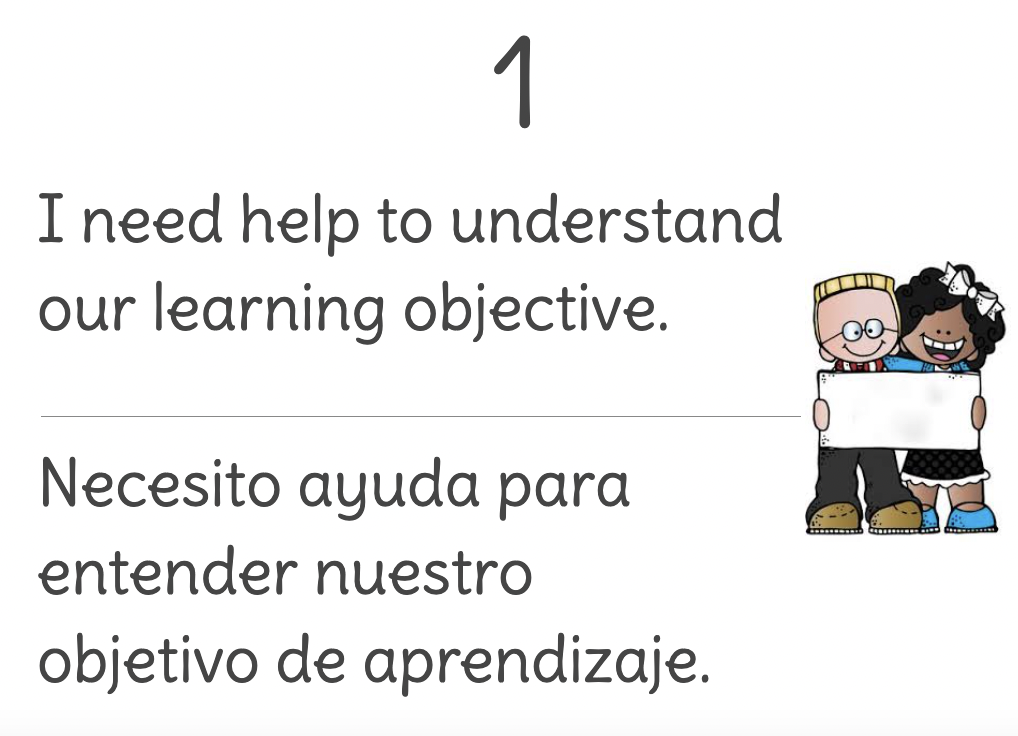 1
I need help to understand
our learning objective.
Necesito ayuda para
entender nuestro
objetivo de aprendizaje.